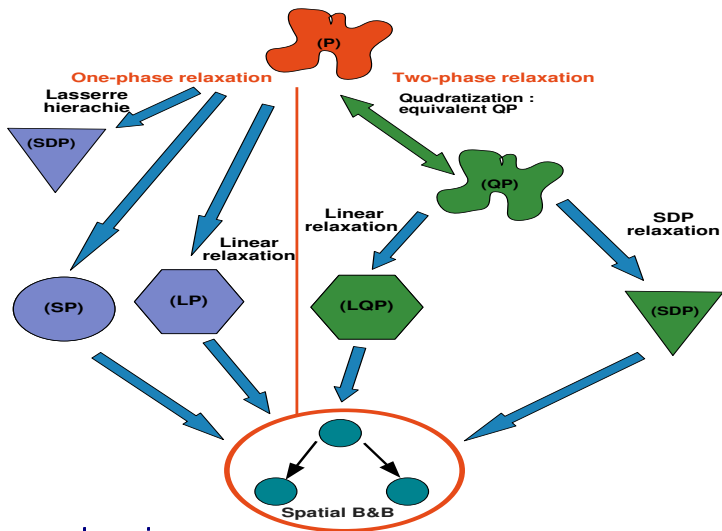 (P)
One-phase relaxation
Two-phase relaxation
Lasserre
hierachie
Quadratization :
equivalent QP
(SDP)
(QP)
Linear
relaxation
SDP
relaxation
Linear
relaxation
(SP)
(LP)
(LQP)
(SDP)
Spatial B&B